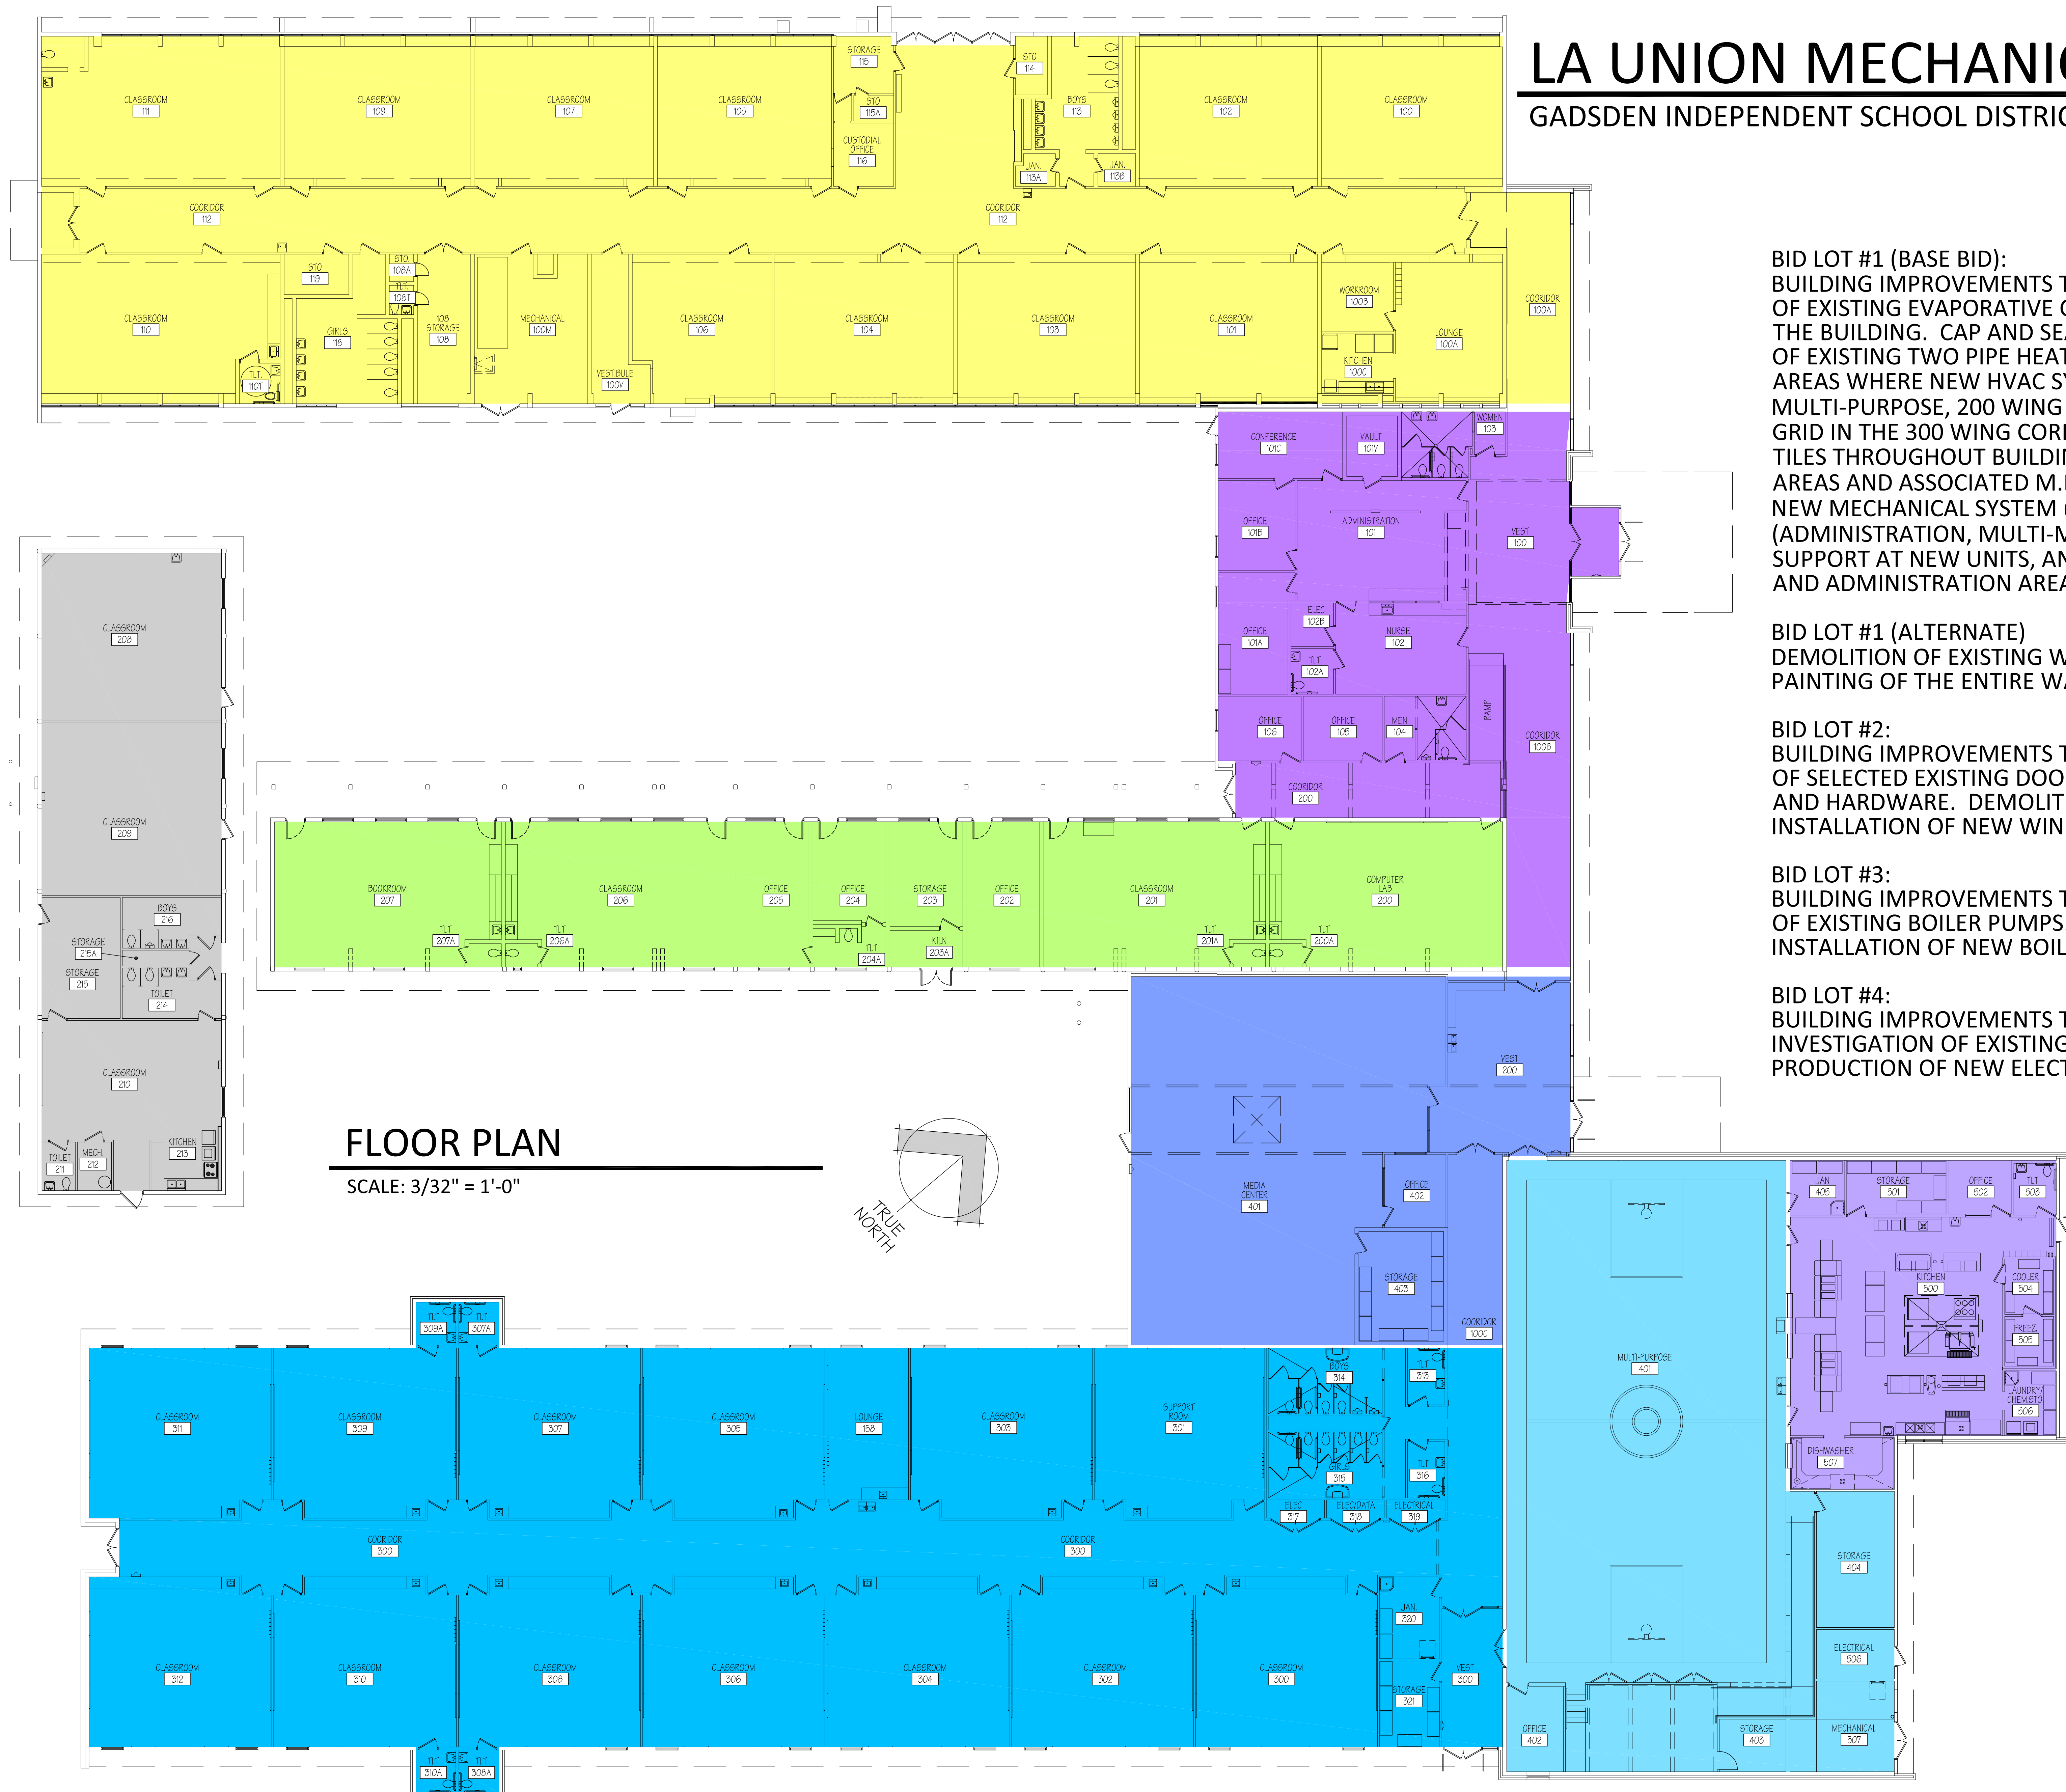 LA UNION MECHANIC
GADSDEN INDEPENDENT SCHOOL DISTRIC
BID LOT #1 (BASE BID):
BUILDING IMPROVEMENTS T
OF EXISTING EVAPORATIVE C
THE BUILDING.  CAP AND SEA
OF EXISTING TWO PIPE HEAT
AREAS WHERE NEW HVAC SY
MULTI-PURPOSE, 200 WING
GRID IN THE 300 WING CORR
TILES THROUGHOUT BUILDIN
AREAS AND ASSOCIATED M.
NEW MECHANICAL SYSTEM (
(ADMINISTRATION, MULTI-M
SUPPORT AT NEW UNITS, AN
AND ADMINISTRATION AREA
BID LOT #1 (ALTERNATE)
DEMOLITION OF EXISTING W
PAINTING OF THE ENTIRE WA
BID LOT #2:
BUILDING IMPROVEMENTS T
OF SELECTED EXISTING DOO
AND HARDWARE.  DEMOLIT
INSTALLATION OF NEW WIN
BID LOT #3:
BUILDING IMPROVEMENTS T
OF EXISTING BOILER PUMPS.
INSTALLATION OF NEW BOIL
BID LOT #4:
BUILDING IMPROVEMENTS T
INVESTIGATION OF EXISTING
PRODUCTION OF NEW ELECT
CLASSROOM
111
CLASSROOM
109
CLASSROOM
107
CLASSROOM
105
STORAGE
115
STO
115A
CUSTODIAL
OFFICE
116
STO
114
BOYS
113
JAN.
113A
JAN.
113B
CLASSROOM
102
CLASSROOM
100
COORIDOR
112
COORIDOR
112
CLASSROOM
110
STO
119
TLT.
110T
GIRLS
118
STO.
108A
TLT.
108T
108
STORAGE
108
MECHANICAL
100M
VESTIBULE
100V
CLASSROOM
106
CLASSROOM
104
CLASSROOM
103
CLASSROOM
101
WORKROOM
100B
KITCHEN
100C
LOUNGE
100A
COORIDOR
100A
CONFERENCE
101C
VAULT
101V
WOMEN
103
OFFICE
101B
ADMINISTRATION
101
VEST
100
OFFICE
101A
ELEC
102B
TLT
102A
NURSE
102
OFFICE
106
OFFICE
105
MEN
104
RAMP
COORIDOR
100B
COORIDOR
200
CLASSROOM
208
CLASSROOM
209
BOYS
216
STORAGE
215A
STORAGE
215
TOILET
214
CLASSROOM
210
TOILET
211
MECH.
212
KITCHEN
213
BOOKROOM
207
TLT
207A
CLASSROOM
206
TLT
206A
OFFICE
205
OFFICE
204
TLT
204A
STORAGE
203
KILN
203A
OFFICE
202
CLASSROOM
201
TLT
201A
COMPUTER
LAB
200
TLT
200A
VEST
200
MEDIA
CENTER
401
OFFICE
402
STORAGE
403
COORIDOR
100C
FLOOR PLAN
SCALE: 3/32" = 1'-0"
TRUE
NORTH
JAN
405
STORAGE
501
OFFICE
502
TLT
503
KITCHEN
500
COOLER
504
FREEZ
505
LAUNDRY/
CHEM.STO.
506
DISHWASHER
507
MULTI-PURPOSE
401
STORAGE
404
ELECTRICAL
506
MECHANICAL
507
OFFICE
402
STORAGE
403
TLT
309A
TLT
307A
CLASSROOM
311
CLASSROOM
309
CLASSROOM
307
CLASSROOM
305
LOUNGE
158
CLASSROOM
303
SUPPORT
ROOM
301
BOYS
314
TLT
313
GIRLS
315
TLT
316
ELEC
317
ELEC/DATA
318
ELECTRICAL
319
COORIDOR
300
COORIDOR
300
CLASSROOM
312
CLASSROOM
310
CLASSROOM
308
CLASSROOM
306
CLASSROOM
304
CLASSROOM
302
CLASSROOM
300
JAN.
320
STORAGE
321
VEST
300
TLT
310A
TLT
308A